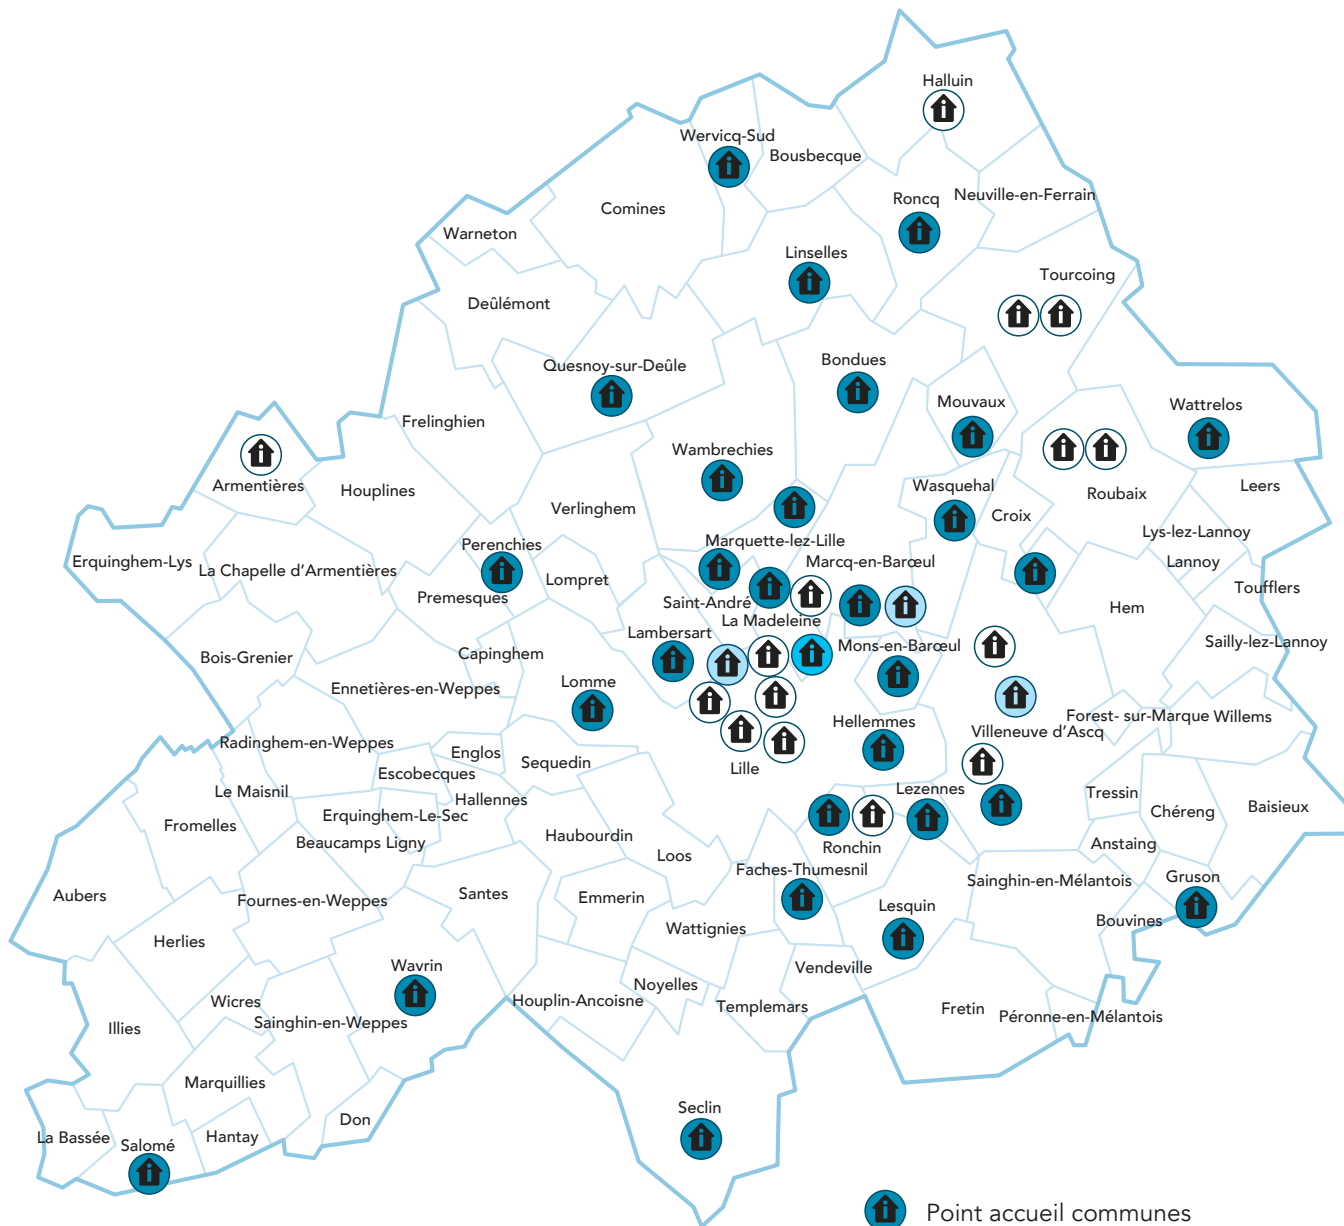 Halluin
Wervicq-Sud
Bousbecque
Neuville-en-Ferrain
Roncq
Comines
Warneton
Linselles
Tourcoing
Deûlémont
Quesnoy-sur-Deûle
Bondues
Mouvaux
Wattrelos
Frelinghien
Wambrechies
Armentières
Houplines
Wasquehal
Roubaix
Leers
Verlinghem
Croix
Lys-lez-Lannoy
Perenchies
Marquette-lez-Lille
Erquinghem-Lys
La Chapelle d'Armentières
Lompret
Marcq-en-Barœul
Lannoy
Toufflers
Premesques
Saint-André
Hem
La Madeleine
Lambersart
Mons-en-Barœul
Sailly-lez-Lannoy
Bois-Grenier
Capinghem
Ennetières-en-Weppes
Lomme
Forest- sur-Marque
Willems
Hellemmes
Villeneuve d'Ascq
Radinghem-en-Weppes
Englos
Sequedin
Lille
Escobecques
Le Maisnil
Hallennes
Lezennes
Tressin
Chéreng
Baisieux
Fromelles
Erquinghem-Le-Sec
Haubourdin
Beaucamps Ligny
Ronchin
Anstaing
Loos
Faches-Thumesnil
Sainghin-en-Mélantois
Gruson
Aubers
Fournes-en-Weppes
Santes
Emmerin
Lesquin
Bouvines
Wattignies
Herlies
Wavrin
Vendeville
Noyelles
Wicres
Houplin-Ancoisne
Templemars
Fretin
Péronne-en-Mélantois
Illies
Sainghin-en-Weppes
Marquillies
Don
Seclin
La Bassée
Salomé
Hantay
Point accueil communes